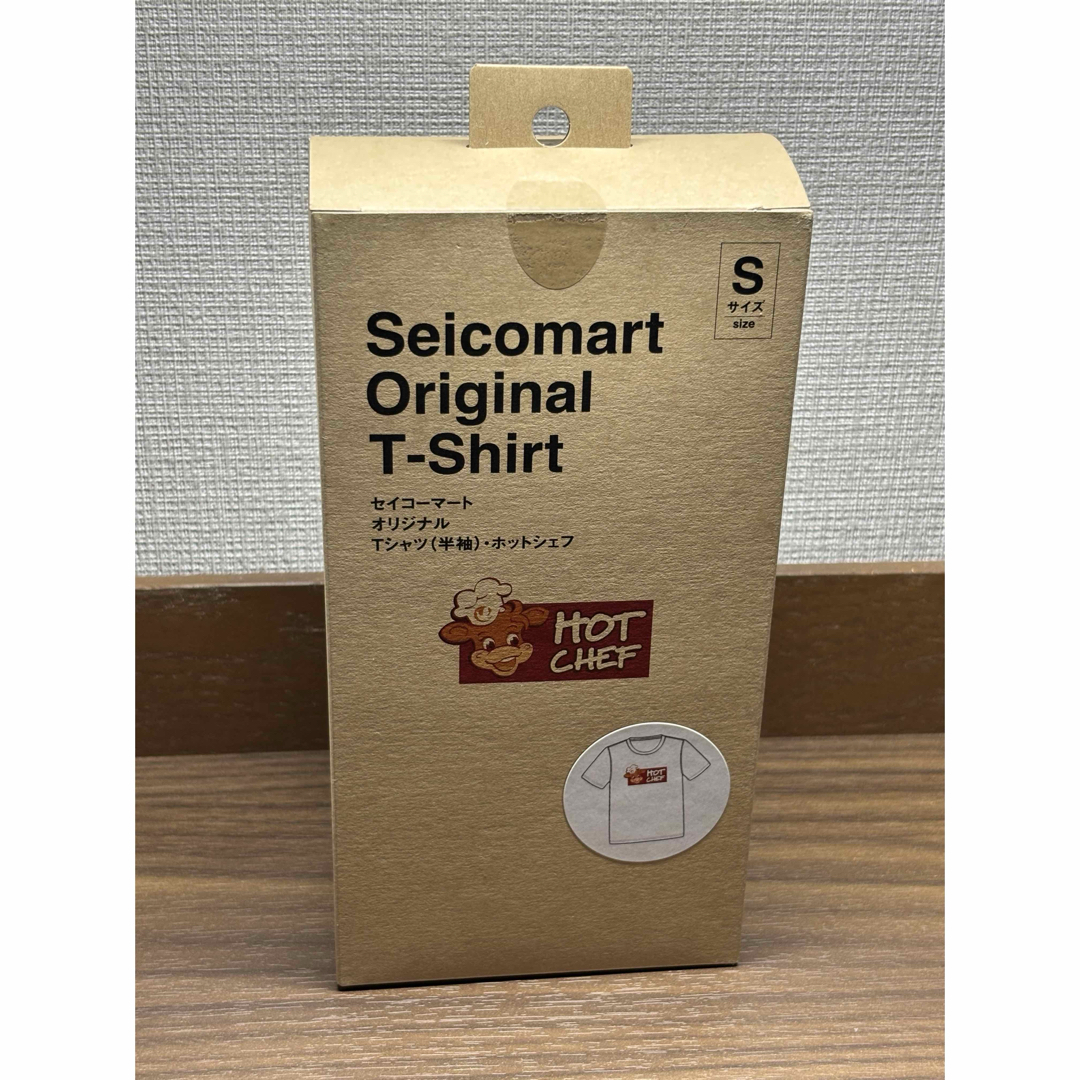 S
サイズ
size
Seicomart
Original
T-Shirt
セイコーマート
オリジナル
Tシャツ(半袖)・ホットシェフ
HOT
CHEF
HOT
CHEF